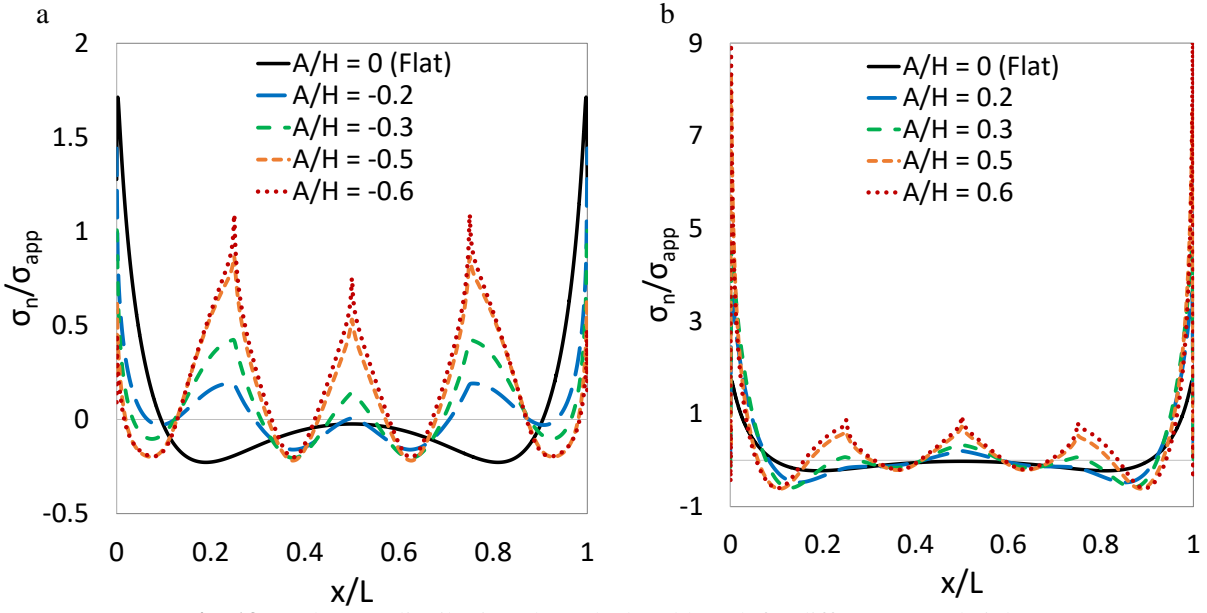 a
2
1.5
1
0.5
0
-0.5
σn/σapp
A/H = 0 (Flat)
A/H = -0.2
A/H = -0.3
A/H = -0.5
A/H = -0.6
0
0.2
0.4
0.6
0.8
1
x/L
b
9
7
5
3
1
-1
σn/σapp
A/H = 0 (Flat)
A/H = 0.2
A/H = 0.3
A/H = 0.5
A/H = 0.6
0
0.2
0.4
0.6
0.8
1
x/L